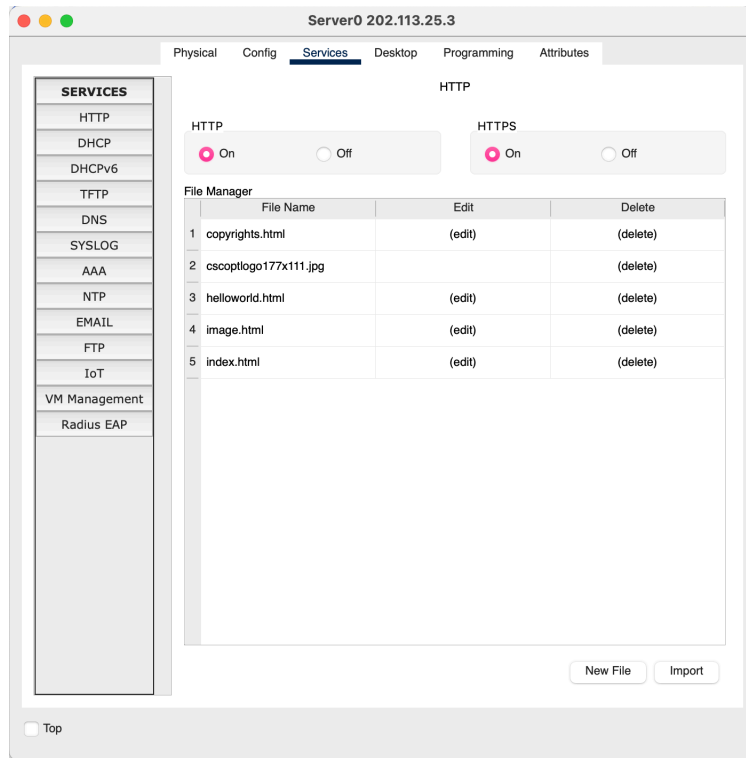 Server0 202.113.25.3
Physical Config Services Desktop Programming Attributes
SERVICES
HTTP
DHCP
DHCPv6
TFTP
DNS
SYSLOG
AAA
NTP
EMAIL
FTP
IoT
VM Management
Radius EAP
HTTP
HTTP
On Off
HTTPS
On Off
File Manager
File Name Edit Delete
1 copyrights.html (edit) (delete)
2 cscoptlogo177x111.jpg (delete)
3 helloworld.html (edit) (delete)
4 image.html (edit) (delete)
5 index.html (edit) (delete)
New File Import
Top